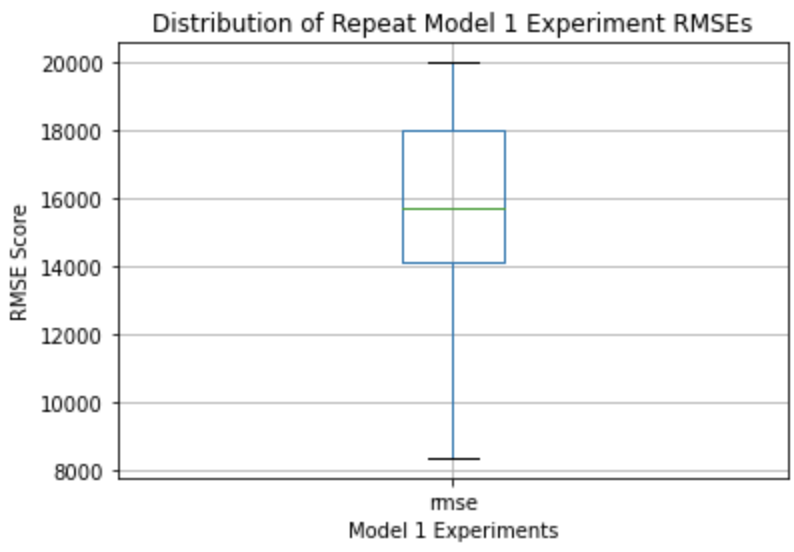 Distribution of Repeat Model 1 Experiment RMSEs
20000
18000
16000
14000
12000
10000
8000
RMSE Score
rmse
Model 1 Experiments